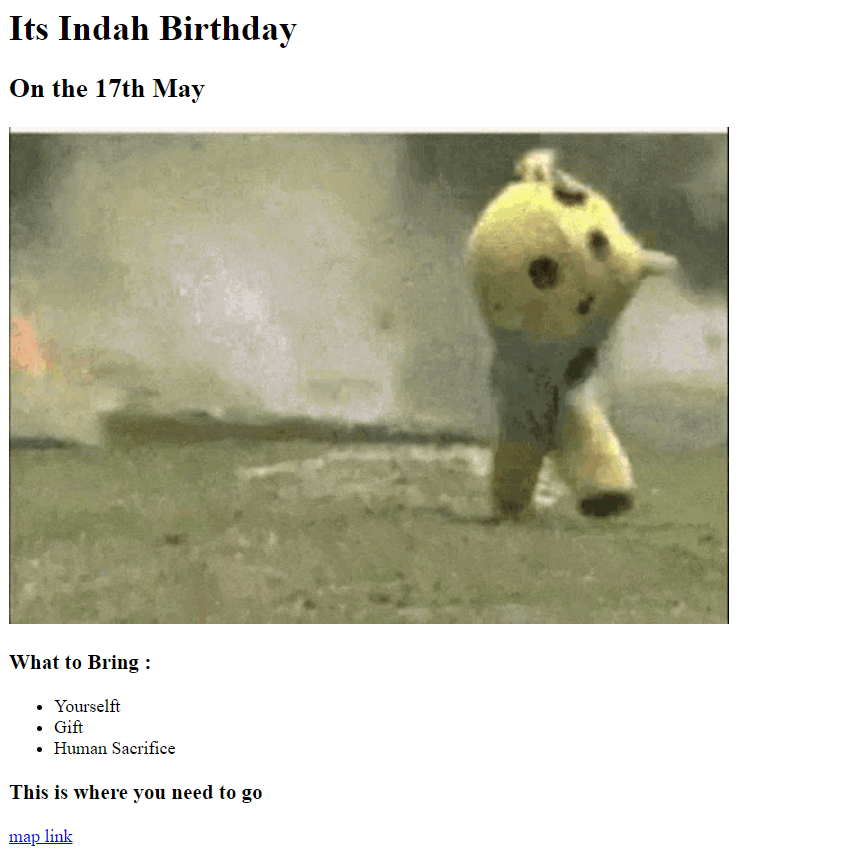 Its Indah Birthday
On the 17th May
What to Bring :
Yourselft
Gift
Human Sacrifice
This is where you need to go
map link